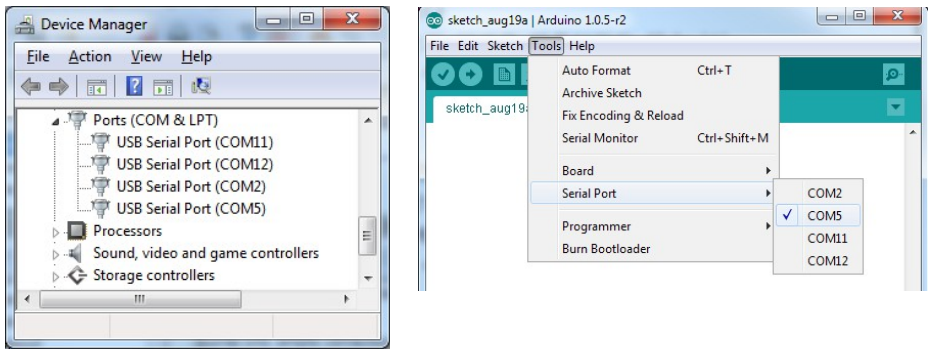 Device Manager
File Action View Help
Ports (COM & LPT)
USB Serial Port (COM11)
USB Serial Port (COM12)
USB Serial Port (COM2)
USB Serial Port (COM5)
Processors
Sound, video and game controllers
Storage controllers
sketch_aug19a | Arduino 1.0.5-r2
File Edit Sketch Tools Help
sketch_aug19a
Auto Format Ctrl+T
Archive Sketch
Fix Encoding & Reload
Serial Monitor Ctrl+Shift+M
Board
Serial Port
Programmer
Burn Bootloader
COM2
COM5
COM11
COM12